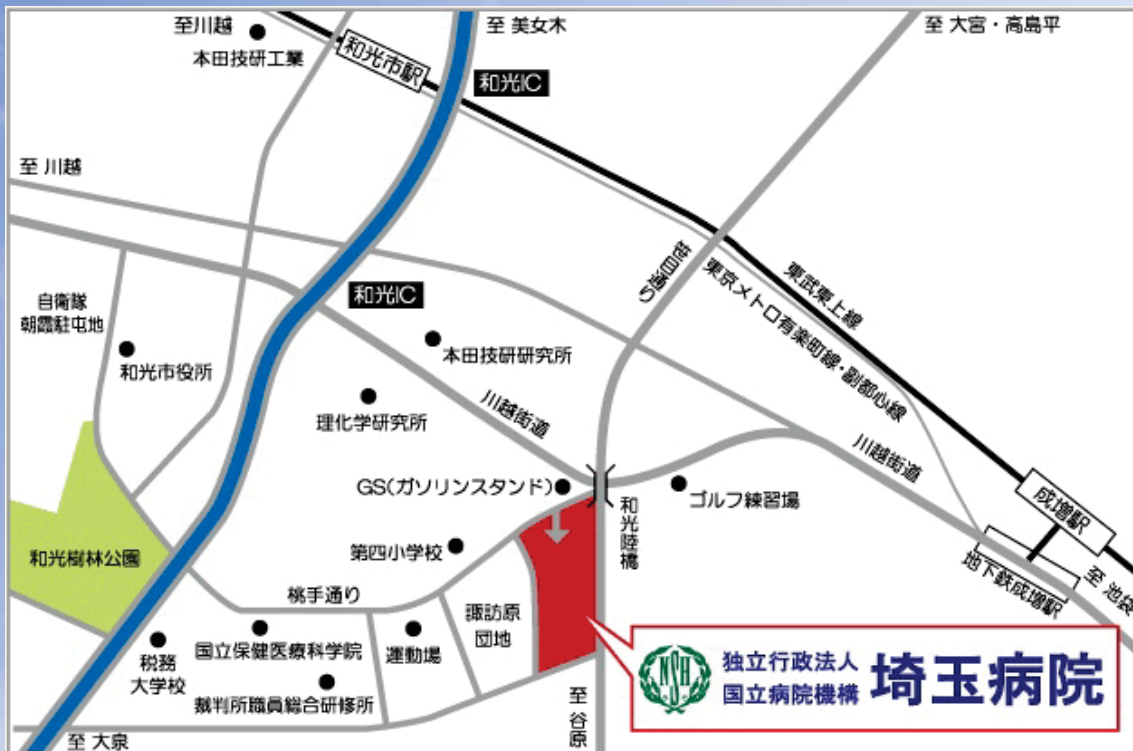 至川越
本田技研工業
和光市駅
至 美女木
和光IC
至 大宮・高島平
至 川越
笹目通り
東武東上線
東京メトロ有楽町線・副都心線
和光IC
自衛隊
朝霞駐屯地
和光市役所
本田技研研究所
理化学研究所
川越街道
川越街道
GS(ガソリンスタンド)
ゴルフ練習場
和光陸橋
成増駅
地下鉄成増駅
至 池袋
和光樹林公園
第四小学校
桃手通り
諏訪原
団地
国立保健医療科学院
運動場
税務
大学校
裁判所職員総合研修所
至 大泉
至 谷原
NSH
独立行政法人
国立病院機構
埼玉病院